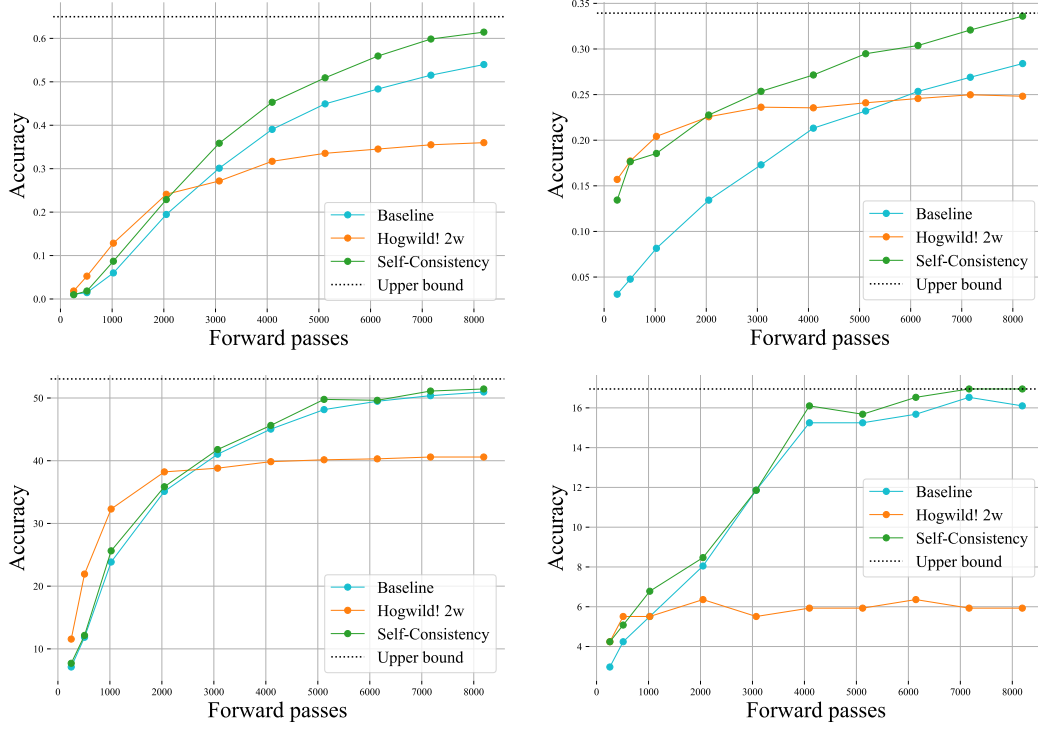 Accuracy
0.6
0.5
0.4
0.3
0.2
0.1
0.0
0 1000 2000 3000 4000 5000 6000 7000 8000
Forward passes
Baseline
Hogwild! 2w
Self-Consistency
Upper bound
Accuracy
0.35
0.30
0.25
0.20
0.15
0.10
0.05
0 1000 2000 3000 4000 5000 6000 7000 8000
Forward passes
Baseline
Hogwild! 2w
Self-Consistency
Upper bound
Accuracy
50
40
30
20
10
0 1000 2000 3000 4000 5000 6000 7000 8000
Forward passes
Baseline
Hogwild! 2w
Self-Consistency
Upper bound
Accuracy
16
14
12
10
8
6
4
0 1000 2000 3000 4000 5000 6000 7000 8000
Forward passes
Baseline
Hogwild! 2w
Self-Consistency
Upper bound